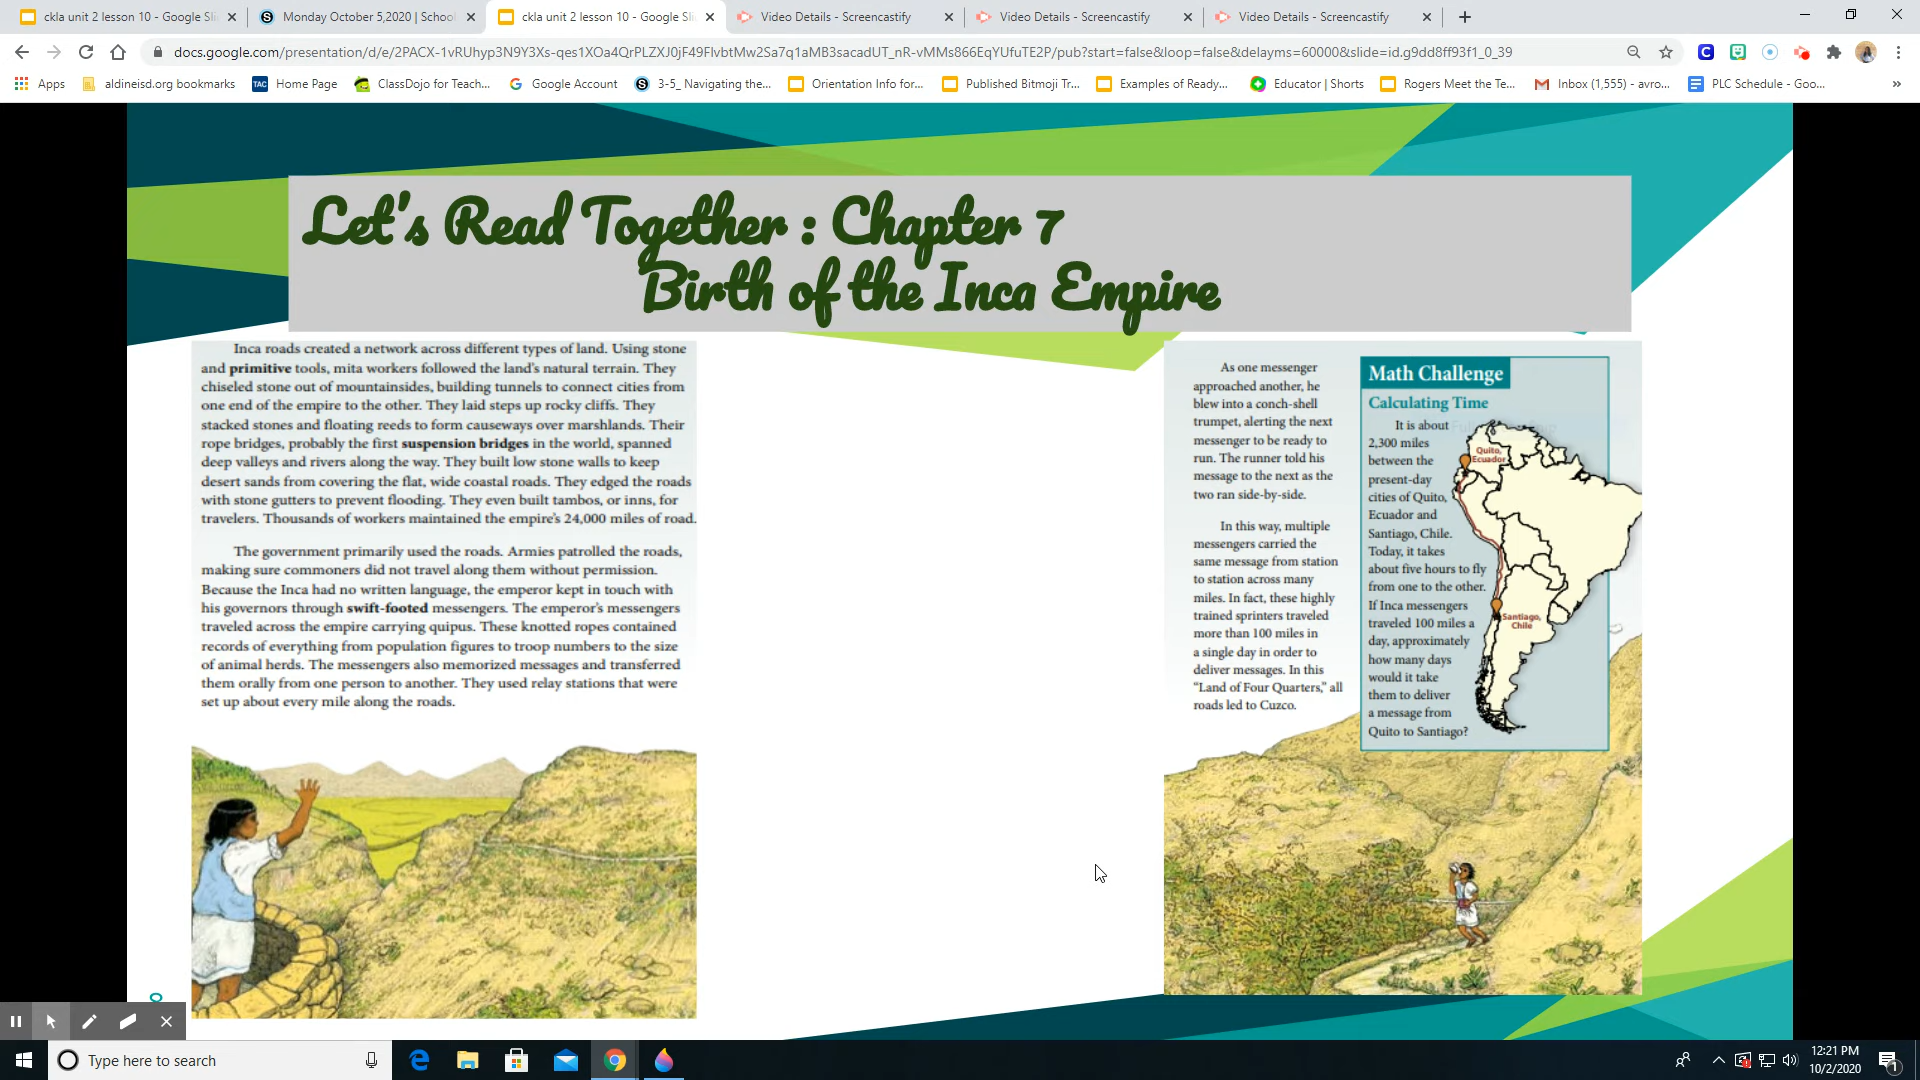 ckla unit 2 lesson 10 - Google Sli
Monday October 5,2020 | School
ckla unit 2 lesson 10 - Google Sli
Video Details - Screencastify
Video Details - Screencastify
Video Details - Screencastify
docs.google.com/presentation/d/e/2PACX-1vRUhyp3N9Y3Xs-qes1XOa4QrPLZXJ0jF49FlvbtMw2Sa7q1aMB3sacadUT_nR-vMMs866EqYUfuTE2P/pub?start=false&loop=false&delayms=60000&slide=id.g9dd8ff93f1_0_39
Apps
aldineisd.org bookmarks
TAC
Home Page
ClassDojo for Teach...
Google Account
3-5_ Navigating the...
Orientation Info for...
Published Bitmoji Tr...
Examples of Ready...
Educator | Shorts
Rogers Meet the Te...
Inbox (1,555) - avro...
PLC Schedule - Goo...
Let's Read Together : Chapter 7
Birth of the Inca Empire
Inca roads created a network across different types of land. Using stone
and primitive tools, mita workers followed the land's natural terrain. They
chiseled stone out of mountainsides, building tunnels to connect cities from
one end of the empire to the other. They laid steps up rocky cliffs. They
stacked stones and floating reeds to form causeways over marshlands. Their
rope bridges, probably the first suspension bridges in the world, spanned
deep valleys and rivers along the way. They built low stone walls to keep
desert sands from covering the flat, wide coastal roads. They edged the roads
with stone gutters to prevent flooding. They even built tambos, or inns, for
travelers. Thousands of workers maintained the empire's 24,000 miles of road.
The government primarily used the roads. Armies patrolled the roads,
making sure commoners did not travel along them without permission.
Because the Inca had no written language, the emperor kept in touch with
his governors through swift-footed messengers. The emperor's messengers
traveled across the empire carrying quipus. These knotted ropes contained
records of everything from population figures to troop numbers to the size
of animal herds. The messengers also memorized messages and transferred
them orally from one person to another. They used relay stations that were
set up about every mile along the roads.
As one messenger
approached another, he
blew into a conch-shell
trumpet, alerting the next
messenger to be ready to
run. The runner told his
message to the next as the
two ran side-by-side.
In this way, multiple
messengers carried the
same message from station
to station across many
miles. In fact, these highly
trained sprinters traveled
more than 100 miles in
a single day in order to
deliver messages. In this
"Land of Four Quarters," all
roads led to Cuzco.
Math Challenge
Calculating Time
It is about
2,300 miles
between the
present-day
cities of Quito,
Ecuador and
Santiago, Chile.
Today, it takes
about five hours to fly
from one to the other.
If Inca messengers
traveled 100 miles a
day, approximately
how many days
would it take
them to deliver
a message from
Quito to Santiago?
Quito,
Ecuador
Santiago,
Chile
8
Type here to search
12:21 PM
10/2/2020
1